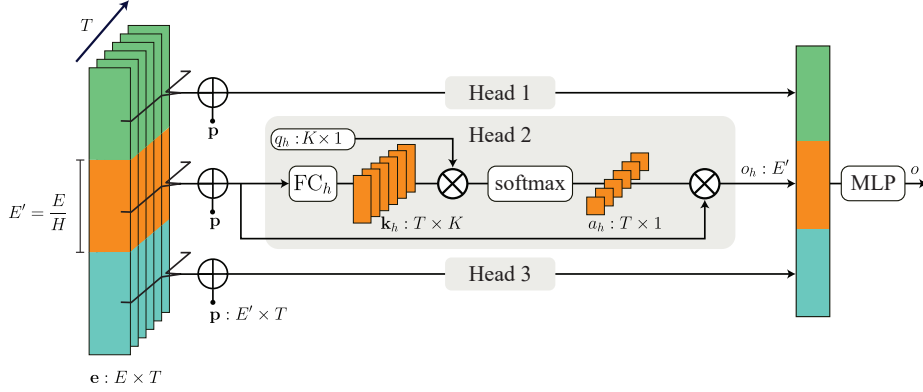 T
p
Head 1
q_h : K × 1
Head 2
E' = E/H
p
FC_h
k_h : T × K
softmax
a_h : T × 1
o_h : E'
MLP
o
Head 3
p : E' × T
e : E × T